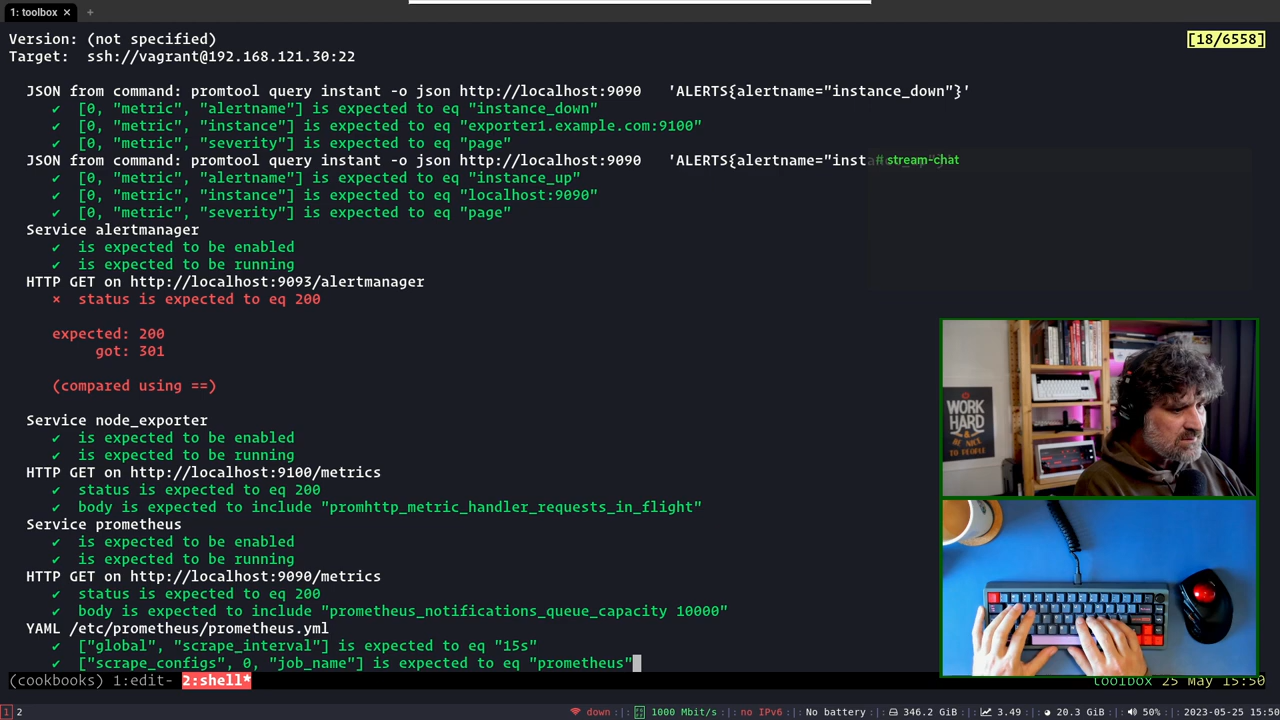 1: toolbox × +
Version: (not specified) [18/6558]
Target: ssh://vagrant@192.168.121.30:22
JSON from command: promtool query instant -o json http://localhost:9090 'ALERTS{alertname="instance_down"}'
✔ [0, "metric", "alertname"] is expected to eq "instance_down"
✔ [0, "metric", "instance"] is expected to eq "exporter1.example.com:9100"
✔ [0, "metric", "severity"] is expected to eq "page"
JSON from command: promtool query instant -o json http://localhost:9090 'ALERTS{alertname="inst
# stream-chat
✔ [0, "metric", "alertname"] is expected to eq "instance_up"
✔ [0, "metric", "instance"] is expected to eq "localhost:9090"
✔ [0, "metric", "severity"] is expected to eq "page"
Service alertmanager
✔ is expected to be enabled
✔ is expected to be running
HTTP GET on http://localhost:9093/alertmanager
× status is expected to eq 200
expected: 200
got: 301
(compared using ==)
Service node_exporter
✔ is expected to be enabled
✔ is expected to be running
HTTP GET on http://localhost:9100/metrics
✔ status is expected to eq 200
✔ body is expected to include "promhttp_metric_handler_requests_in_flight"
Service prometheus
✔ is expected to be enabled
✔ is expected to be running
HTTP GET on http://localhost:9090/metrics
✔ status is expected to eq 200
✔ body is expected to include "prometheus_notifications_queue_capacity 10000"
YAML /etc/prometheus/prometheus.yml
✔ ["global", "scrape_interval"] is expected to eq "15s"
✔ ["scrape_configs", 0, "job_name"] is expected to eq "prometheus"
WORK
HARD
& BE NICE
TO PEOPLE
(cookbooks) 1:edit- 2:shell* toolbox 25 May 15:50
1 2 down 1000 Mbit/s no IPv6 No battery 346.2 GiB 3.49 20.3 GiB 50% 2023-05-25 15:50